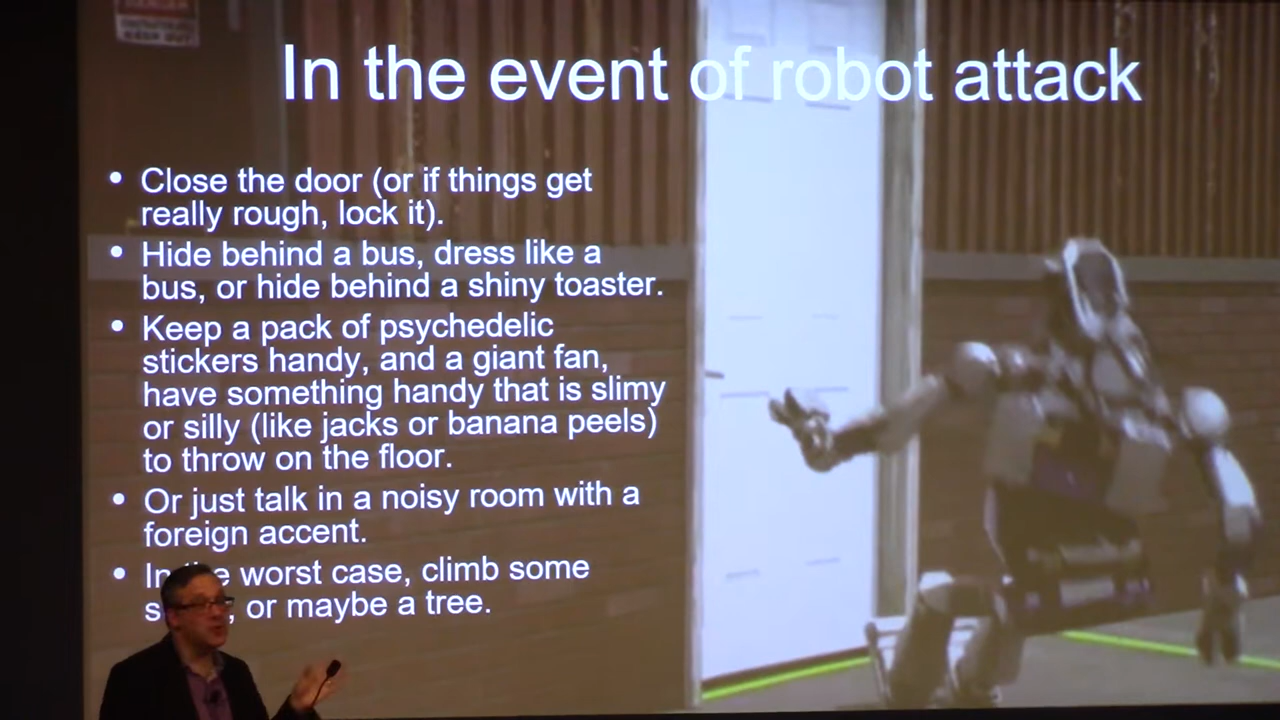 DANGER
KEEP OUT
In the event of robot attack
• Close the door (or if things get
really rough, lock it).
• Hide behind a bus, dress like a
bus, or hide behind a shiny toaster.
• Keep a pack of psychedelic
stickers handy, and a giant fan,
have something handy that is slimy
or silly (like jacks or banana peels)
to throw on the floor.
• Or just talk in a noisy room with a
foreign accent.
• worst case, climb some
or maybe a tree.